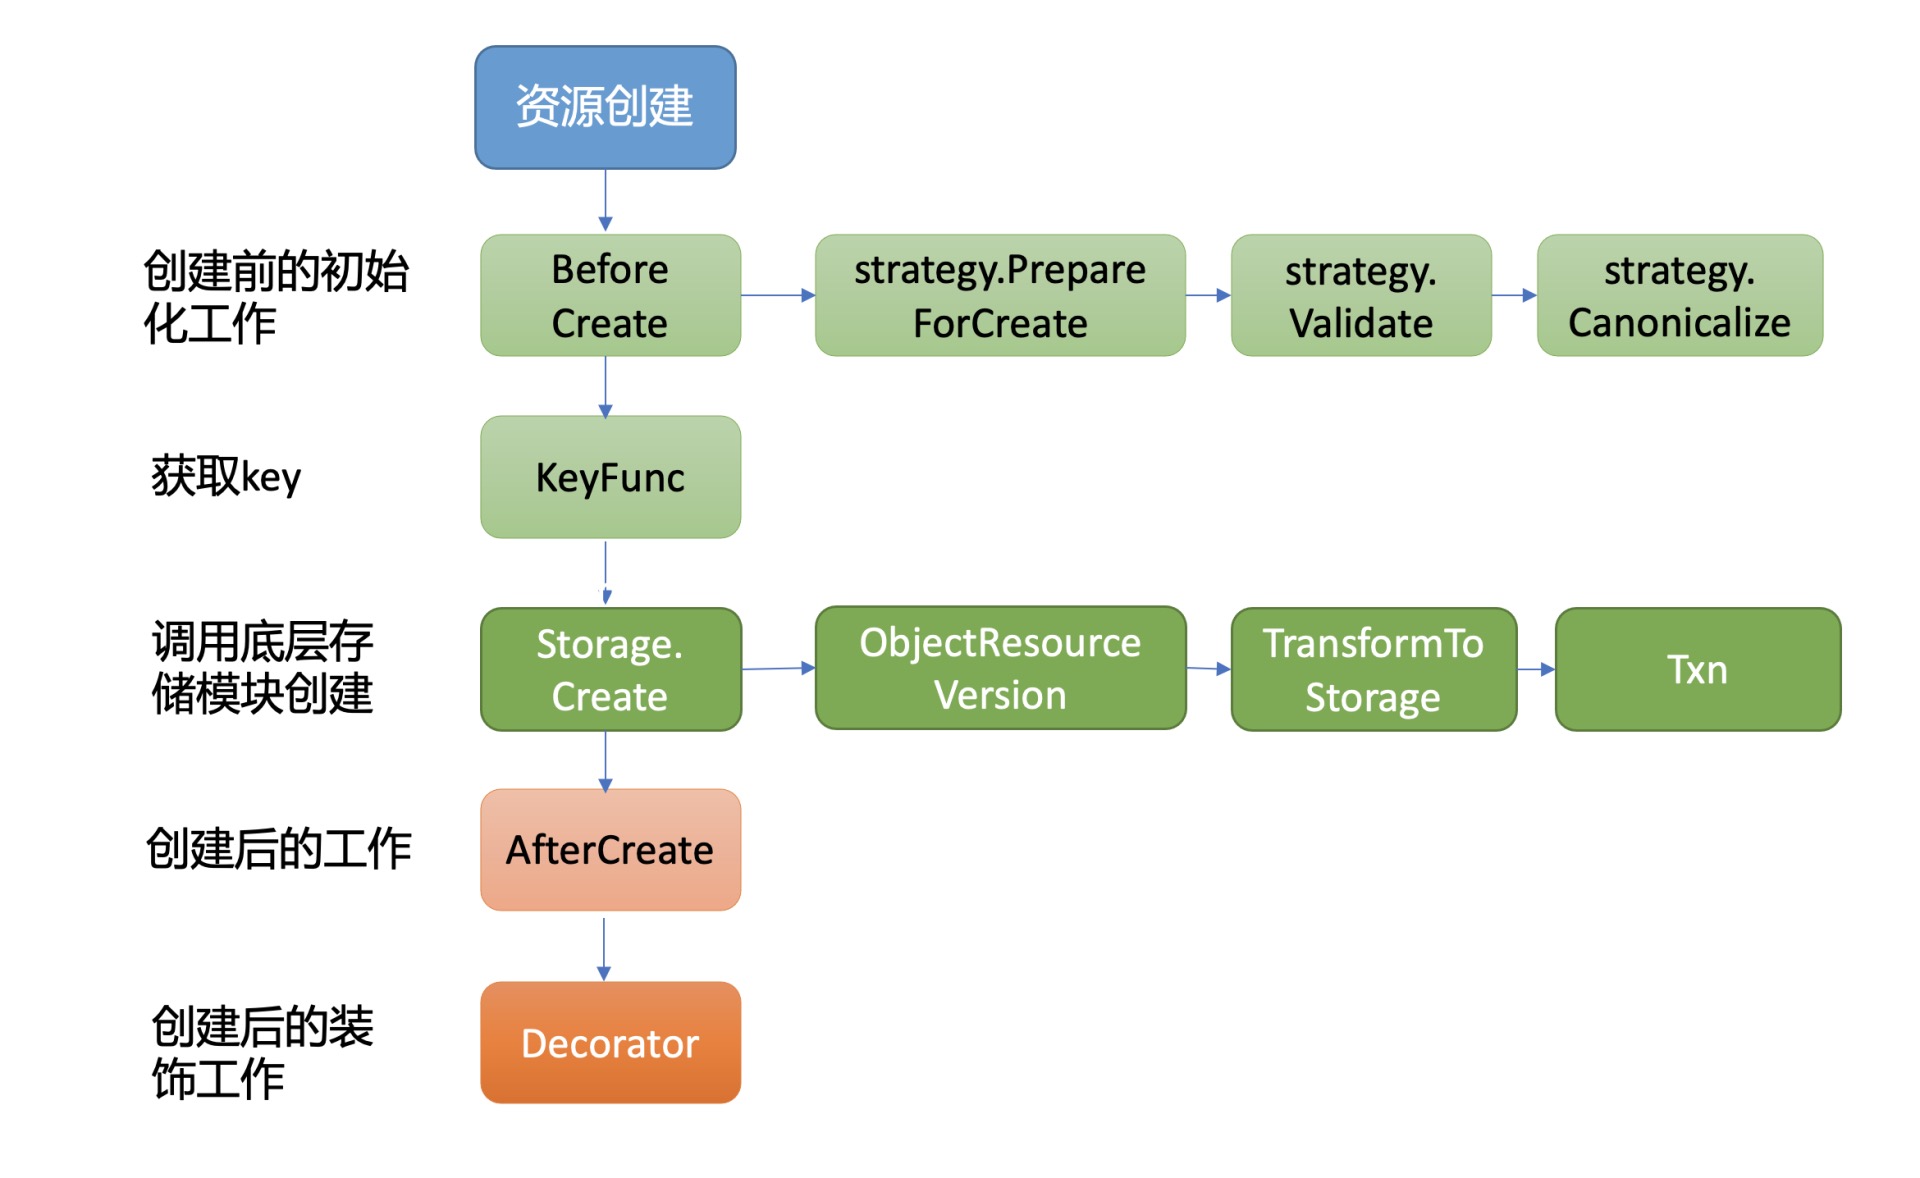 资源创建
创建前的初始
化工作
Before
Create
strategy.Prepare
ForCreate
strategy.
Validate
strategy.
Canonicalize
获取key
KeyFunc
调用底层存
储模块创建
Storage.
Create
ObjectResource
Version
TransformTo
Storage
Txn
创建后的工作
AfterCreate
创建后的装
饰工作
Decorator